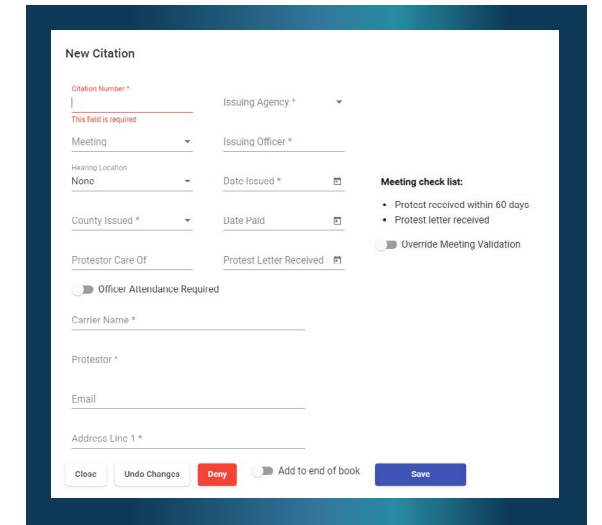 New Citation
Citation Number *
Issuing Agency *
This field is required
Meeting
Issuing Officer *
Hearing Location
None
Date Issued *
Meeting check list:
• Protest received within 60 days
• Protest letter received
County Issued *
Date Paid
Override Meeting Validation
Protestor Care Of
Protest Letter Received
Officer Attendance Required
Carrier Name *
Protestor *
Email
Address Line 1 *
Close
Undo Changes
Deny
Add to end of book
Save